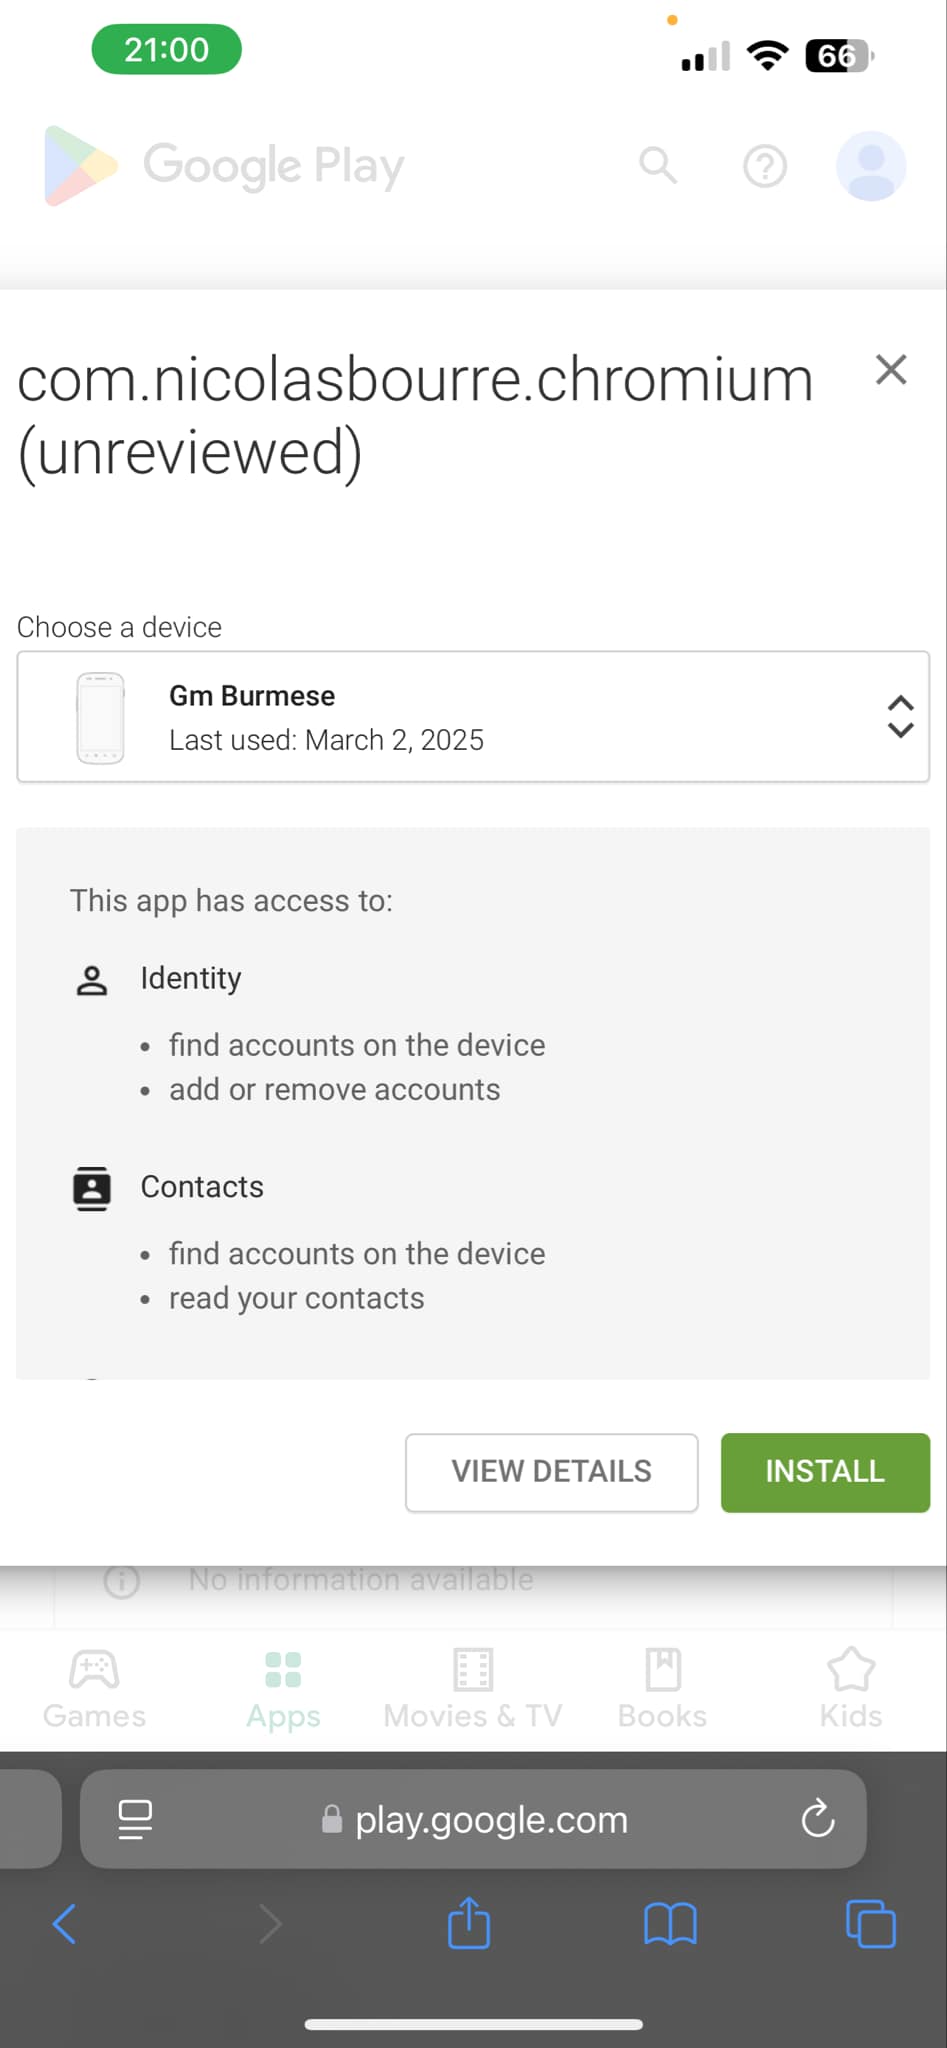 21:00
66
Google Play
com.nicolasbourre.chromium
(unreviewed)
Choose a device
Gm Burmese
Last used: March 2, 2025
This app has access to:
Identity
• find accounts on the device
• add or remove accounts
Contacts
• find accounts on the device
• read your contacts
VIEW DETAILS
INSTALL
No information available
Games
Apps
Movies & TV
Books
Kids
play.google.com